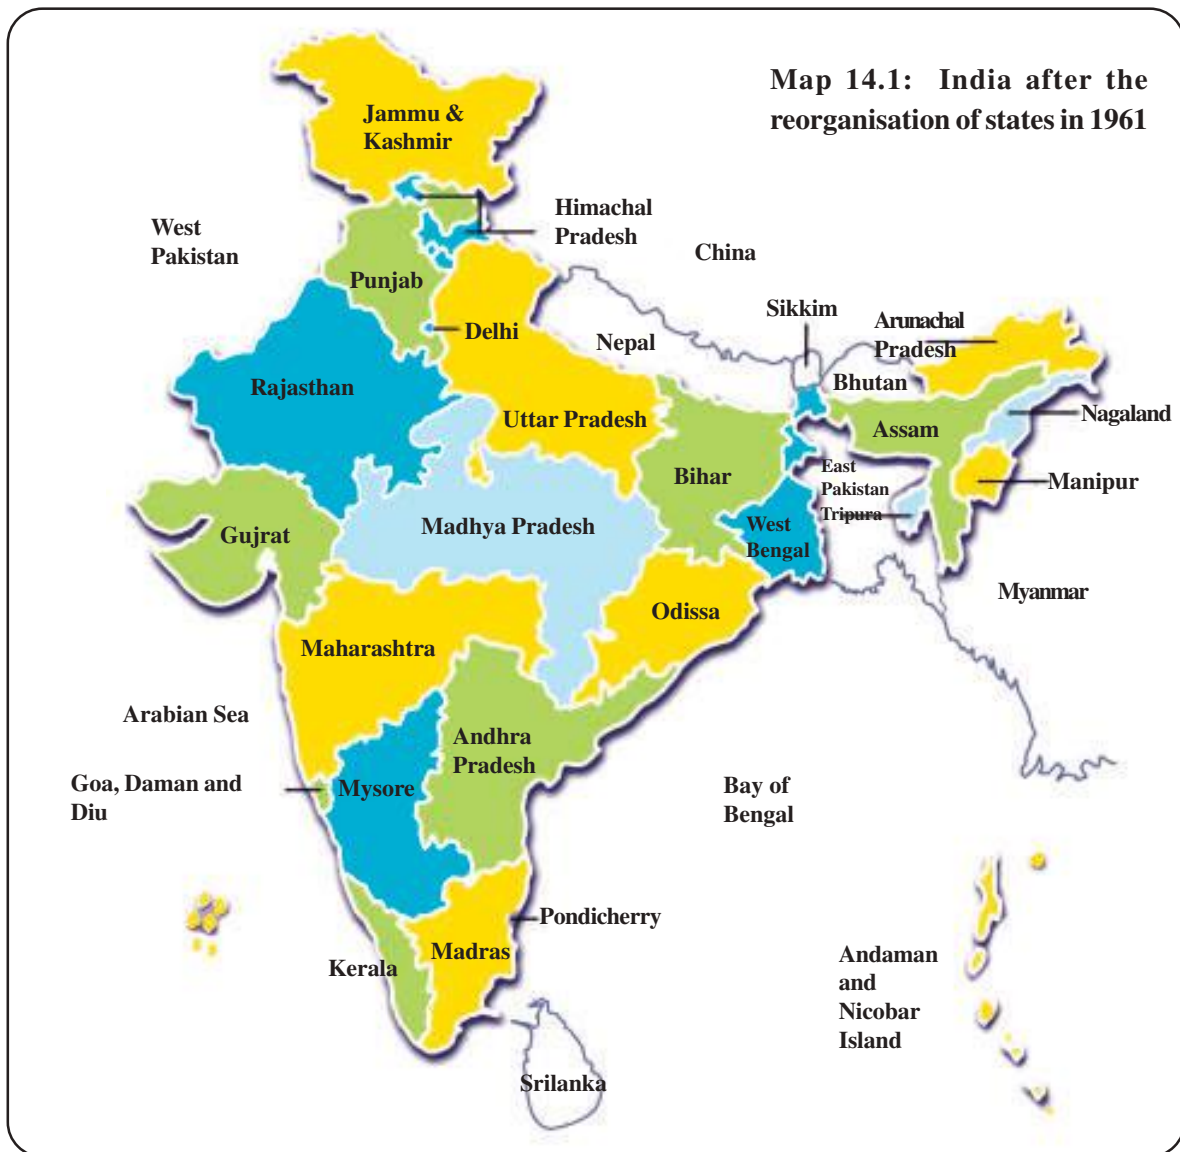 Map 14.1: India after the
reorganisation of states in 1961
Jammu &
Kashmir
West
Pakistan
Himachal
Pradesh
China
Punjab
Sikkim
Delhi
Nepal
Arunachal
Pradesh
Bhutan
Rajasthan
Uttar Pradesh
Nagaland
Assam
Bihar
East
Pakistan
Tripura
Manipur
Gujrat
Madhya Pradesh
West
Bengal
Myanmar
Odissa
Maharashtra
Arabian Sea
Andhra
Pradesh
Goa, Daman and
Diu
Mysore
Bay of
Bengal
Pondicherry
Madras
Kerala
Andaman
and
Nicobar
Island
Srilanka